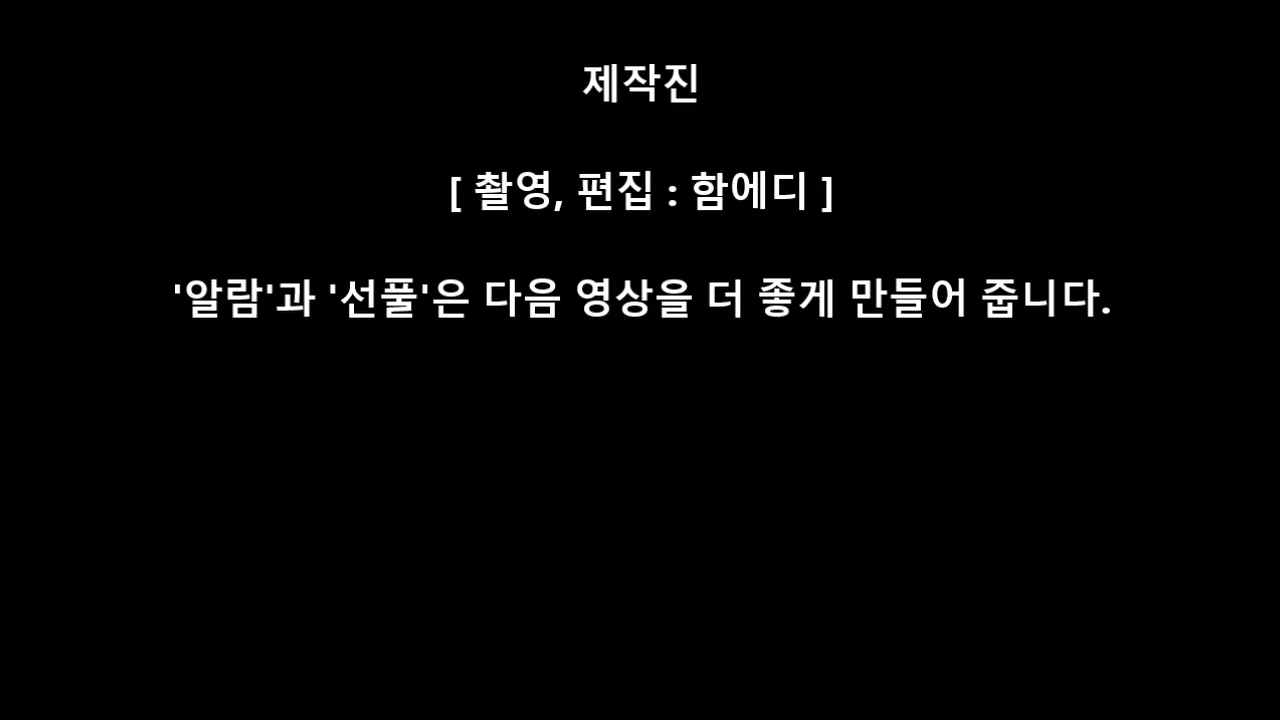 제작진
[ 촬영, 편집 : 함에디 ]
'알람'과 '선풀'은 다음 영상을 더 좋게 만들어 줍니다.